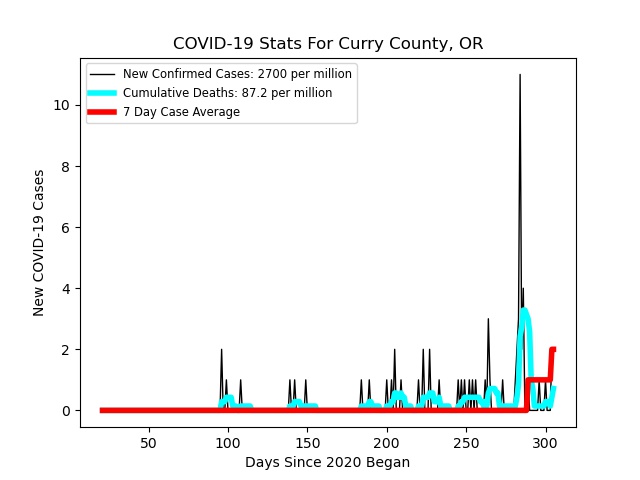 COVID-19 Stats For Curry County, OR
New Confirmed Cases: 2700 per million
Cumulative Deaths: 87.2 per million
7 Day Case Average
New COVID-19 Cases
10
8
6
4
2
0
50 100 150 200 250 300
Days Since 2020 Began